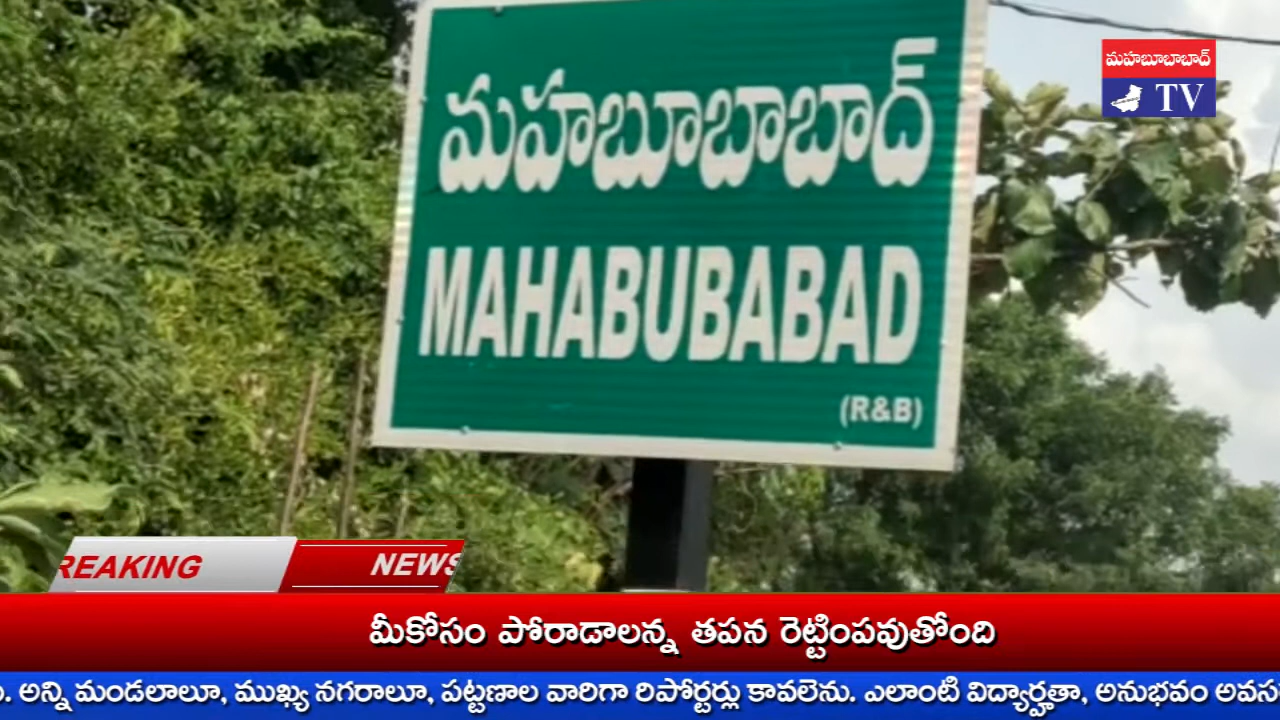 మహబూబాబాద్
TV
మహబూబాబాద్
MAHABUBABAD
(R&B)
REAKING NEWS
మీకోసం పోరాడాలన్న తపన రెట్టింపవుతోంది
. అన్ని మండలాలూ, ముఖ్య నగరాలూ, పట్టణాల వారిగా రిపోర్టర్లు కావలెను. ఎలాంటి విద్యార్హతా, అనుభవం